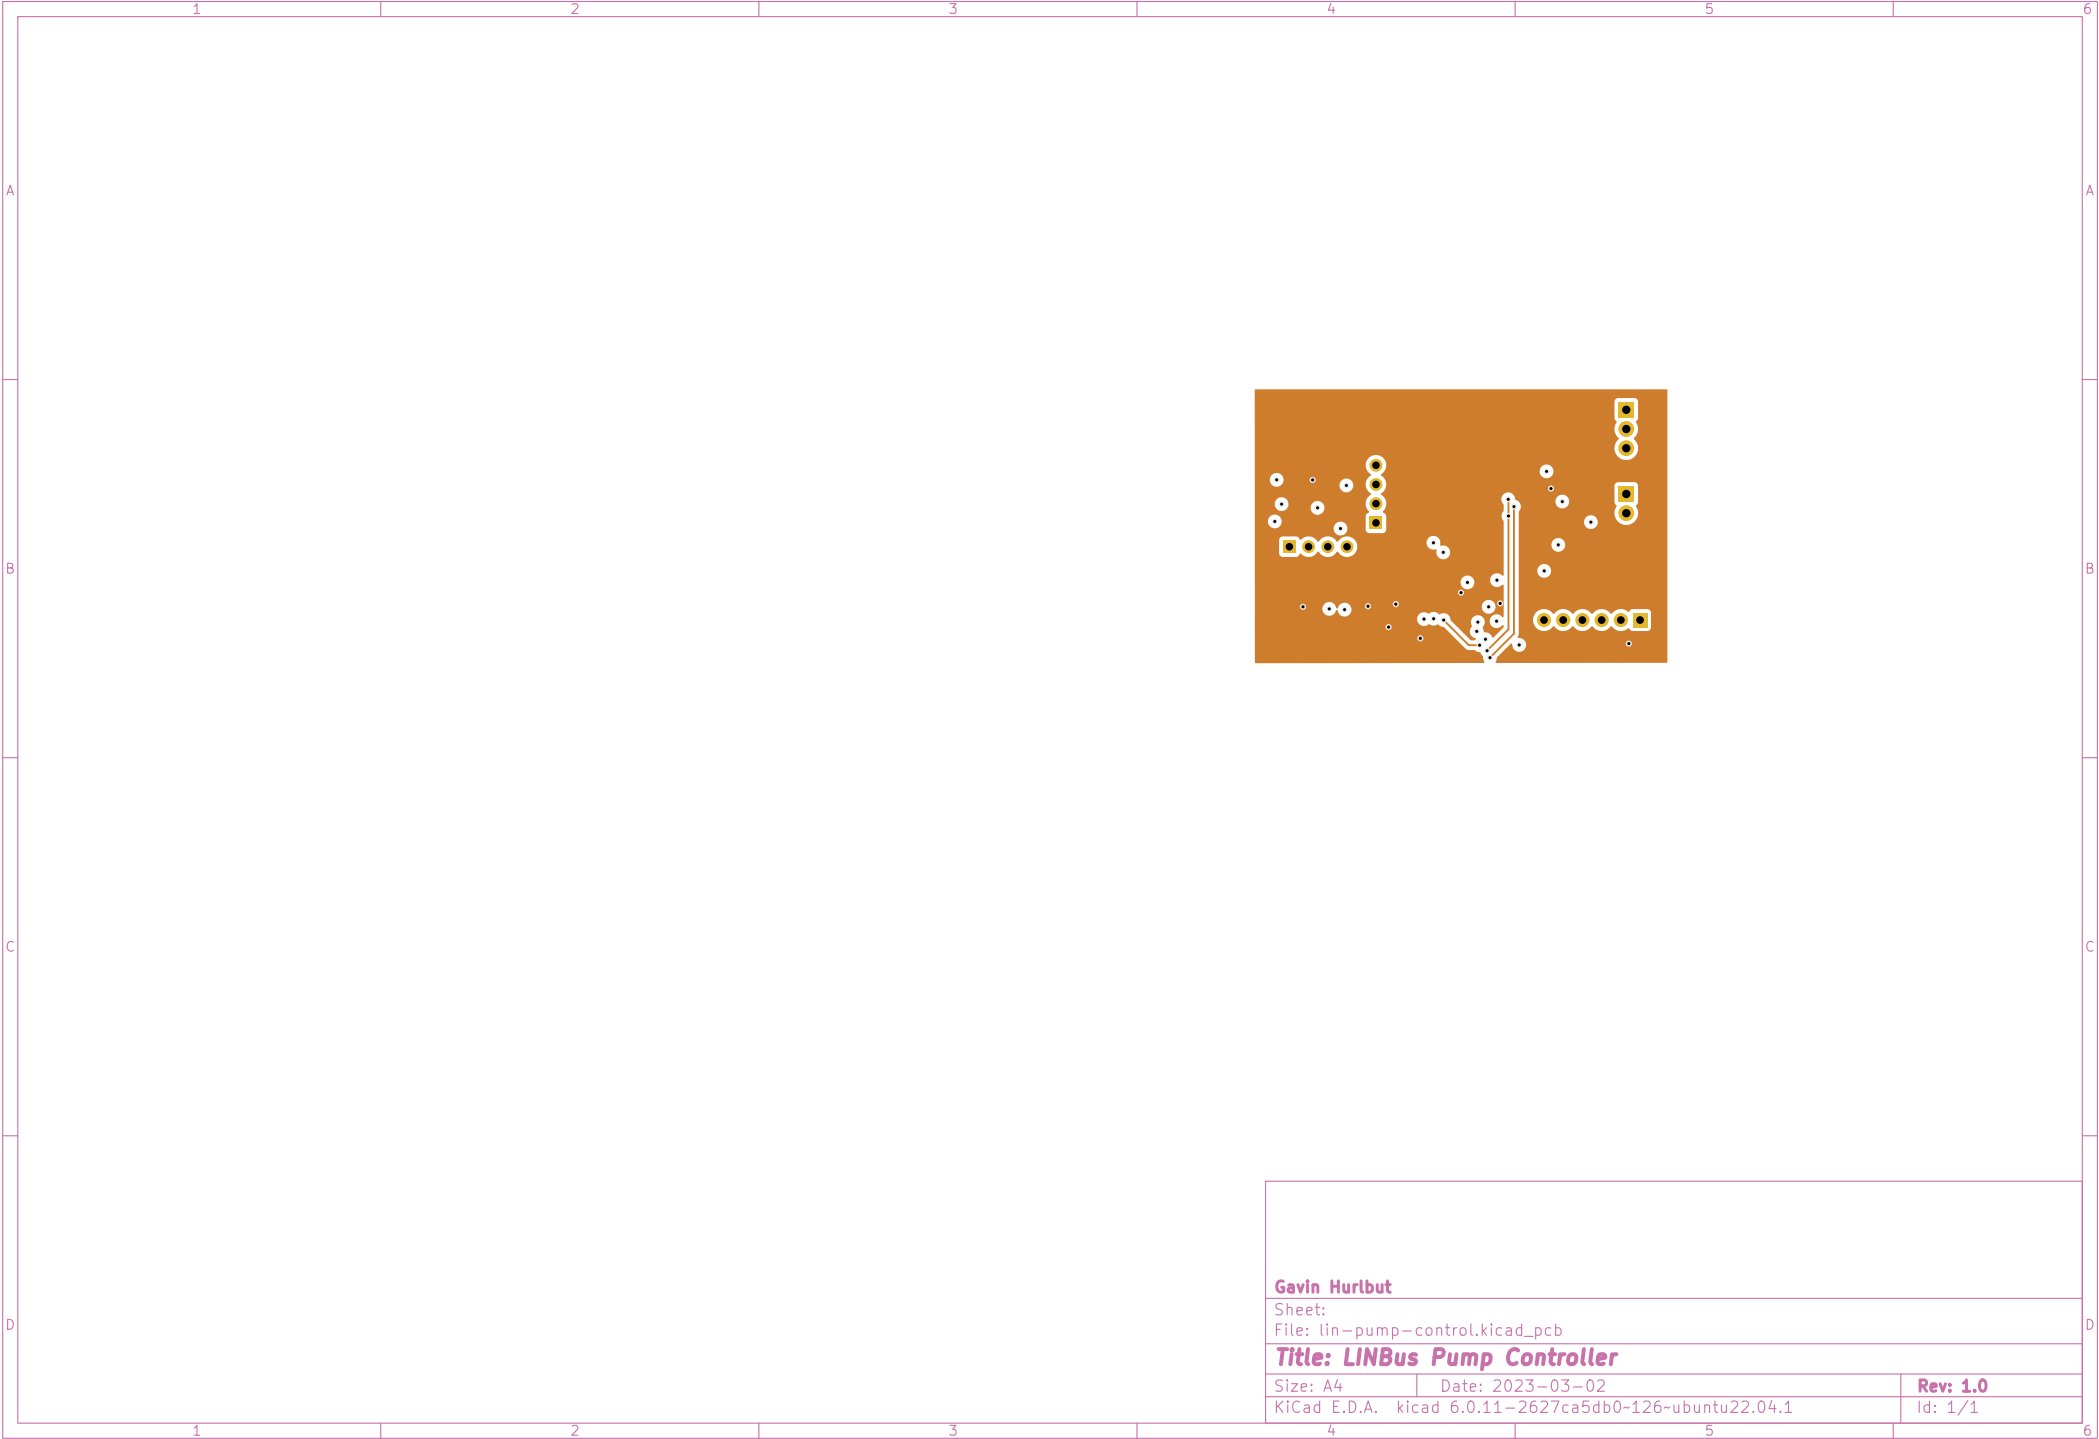 1 2 3 4 5 6
A A
B B
C C
Gavin Hurlbut
Sheet:
File: lin-pump-control.kicad_pcb
D D
Title: LINBus Pump Controller
Size: A4 Date: 2023-03-02 Rev: 1.0
KiCad E.D.A. kicad 6.0.11-2627ca5db0~126~ubuntu22.04.1 Id: 1/1
1 2 3 4 5 6